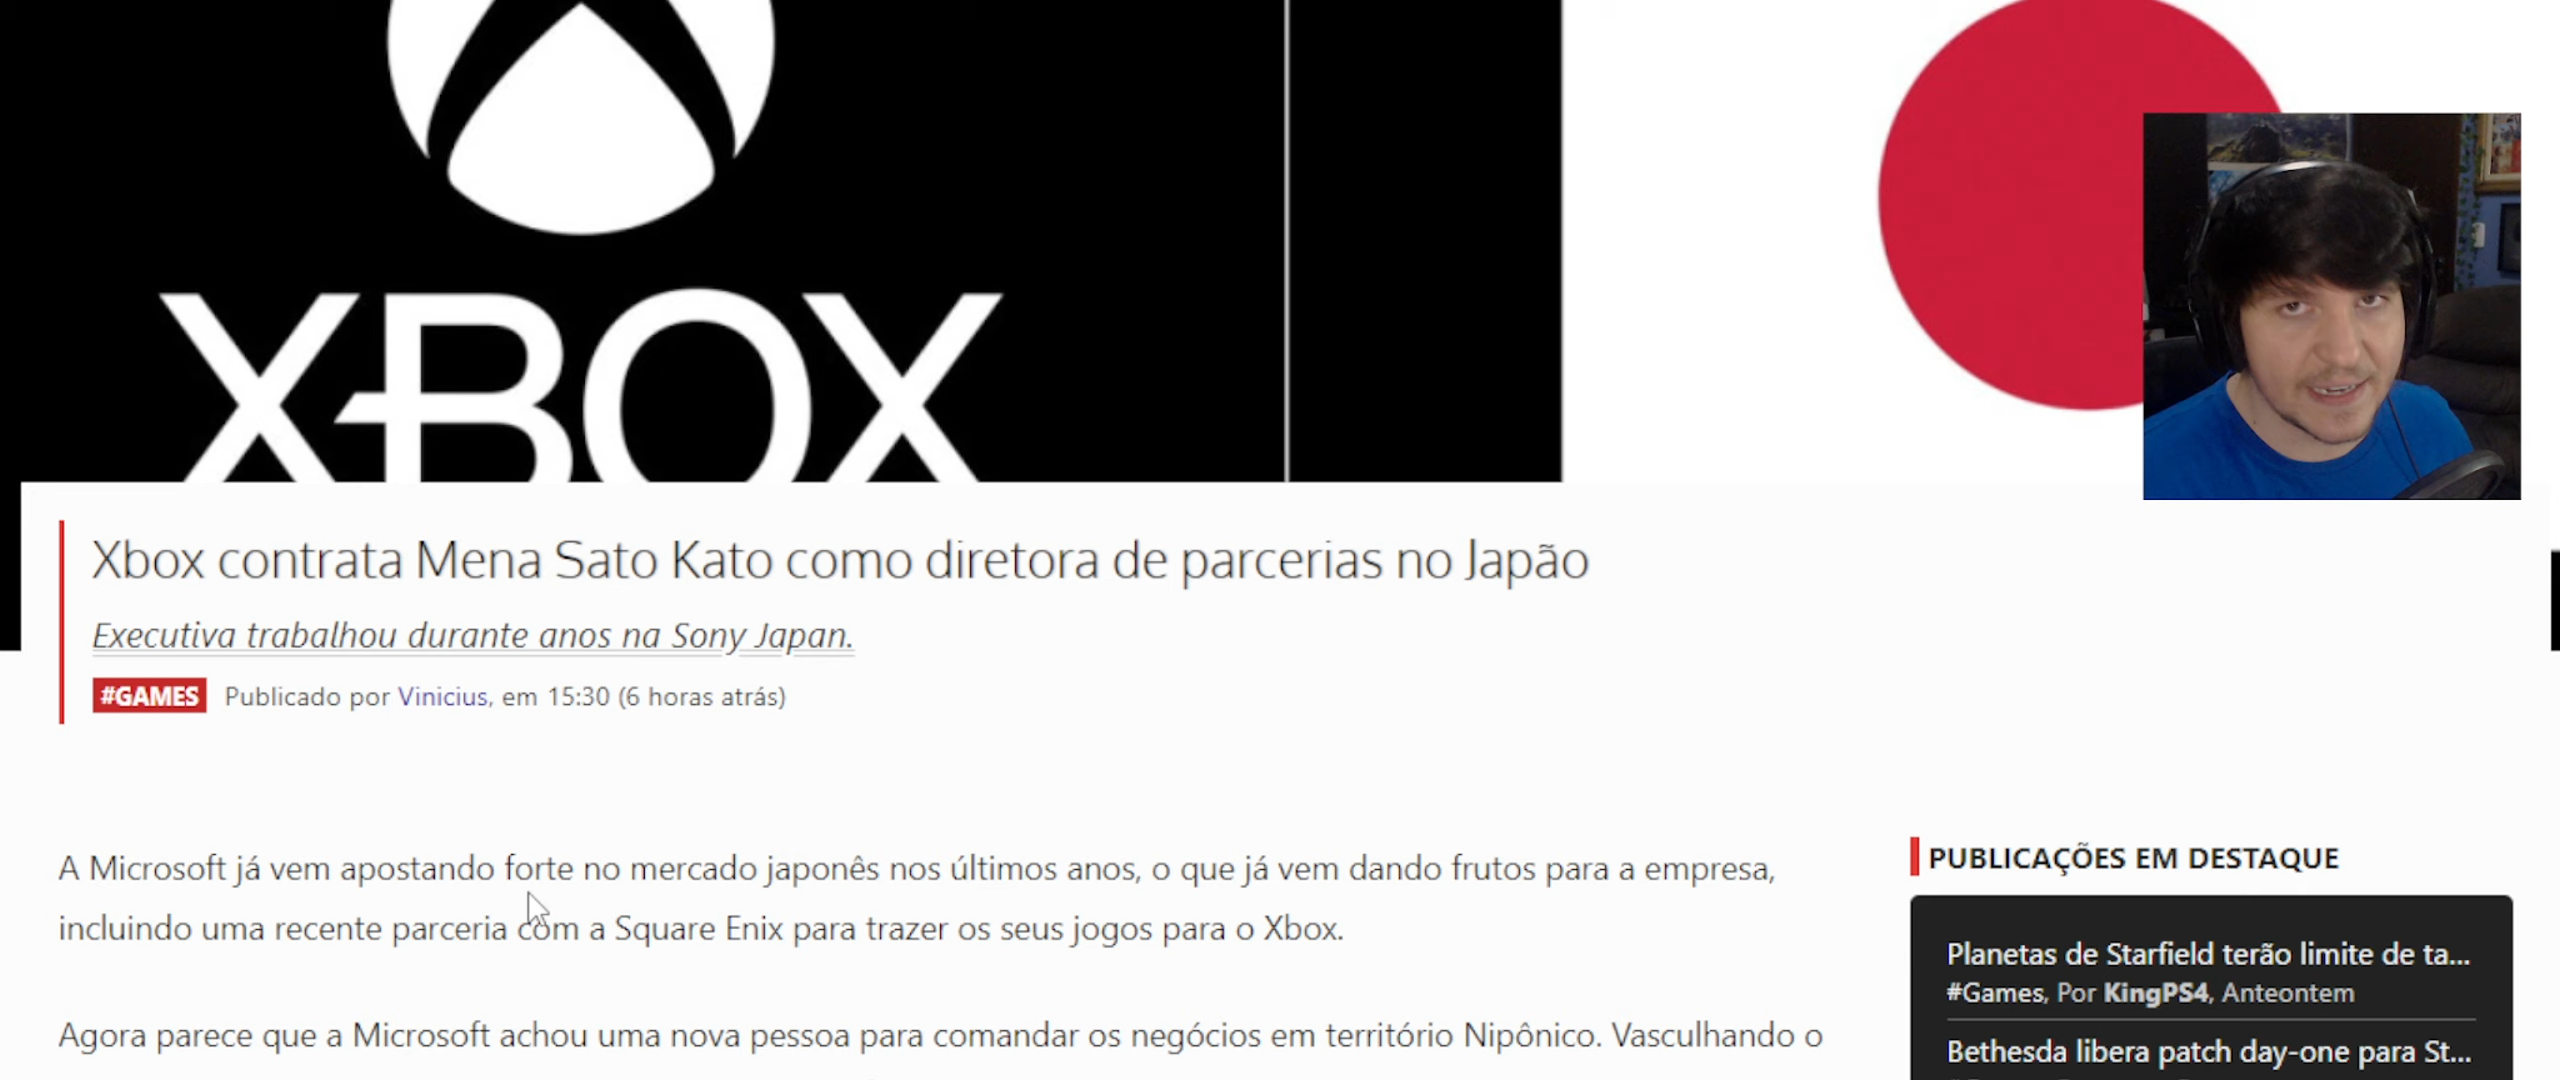 XBOX
Xbox contrata Mena Sato Kato como diretora de parcerias no Japão
Executiva trabalhou durante anos na Sony Japan.
#GAMES Publicado por Vinicius, em 15:30 (6 horas atrás)
A Microsoft já vem apostando forte no mercado japonês nos últimos anos, o que já vem dando frutos para a empresa,
incluindo uma recente parceria com a Square Enix para trazer os seus jogos para o Xbox.
Agora parece que a Microsoft achou uma nova pessoa para comandar os negócios em território Nipônico. Vasculhando o
PUBLICAÇÕES EM DESTAQUE
Planetas de Starfield terão limite de ta...
#Games, Por KingPS4, Anteontem
Bethesda libera patch day-one para St...